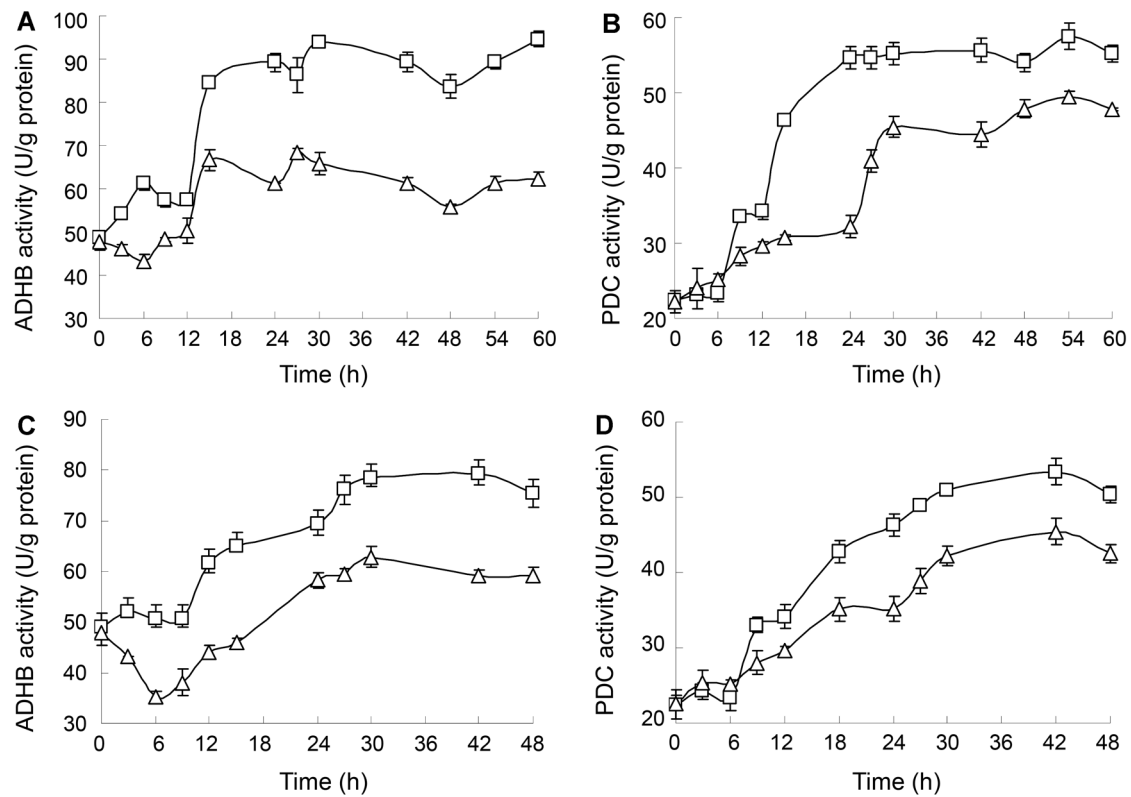 A
ADHB activity (U/g protein)
100
90
80
70
60
50
40
30
0 6 12 18 24 30 36 42 48 54 60
Time (h)
B
PDC activity (U/g protein)
60
50
40
30
20
0 6 12 18 24 30 36 42 48 54 60
Time (h)
C
ADHB activity (U/g protein)
90
80
70
60
50
40
30
0 6 12 24 30 36 42 48
Time (h)
D
PDC activity (U/g protein)
60
50
40
30
20
0 6 12 18 24 30 36 42 48
Time (h)